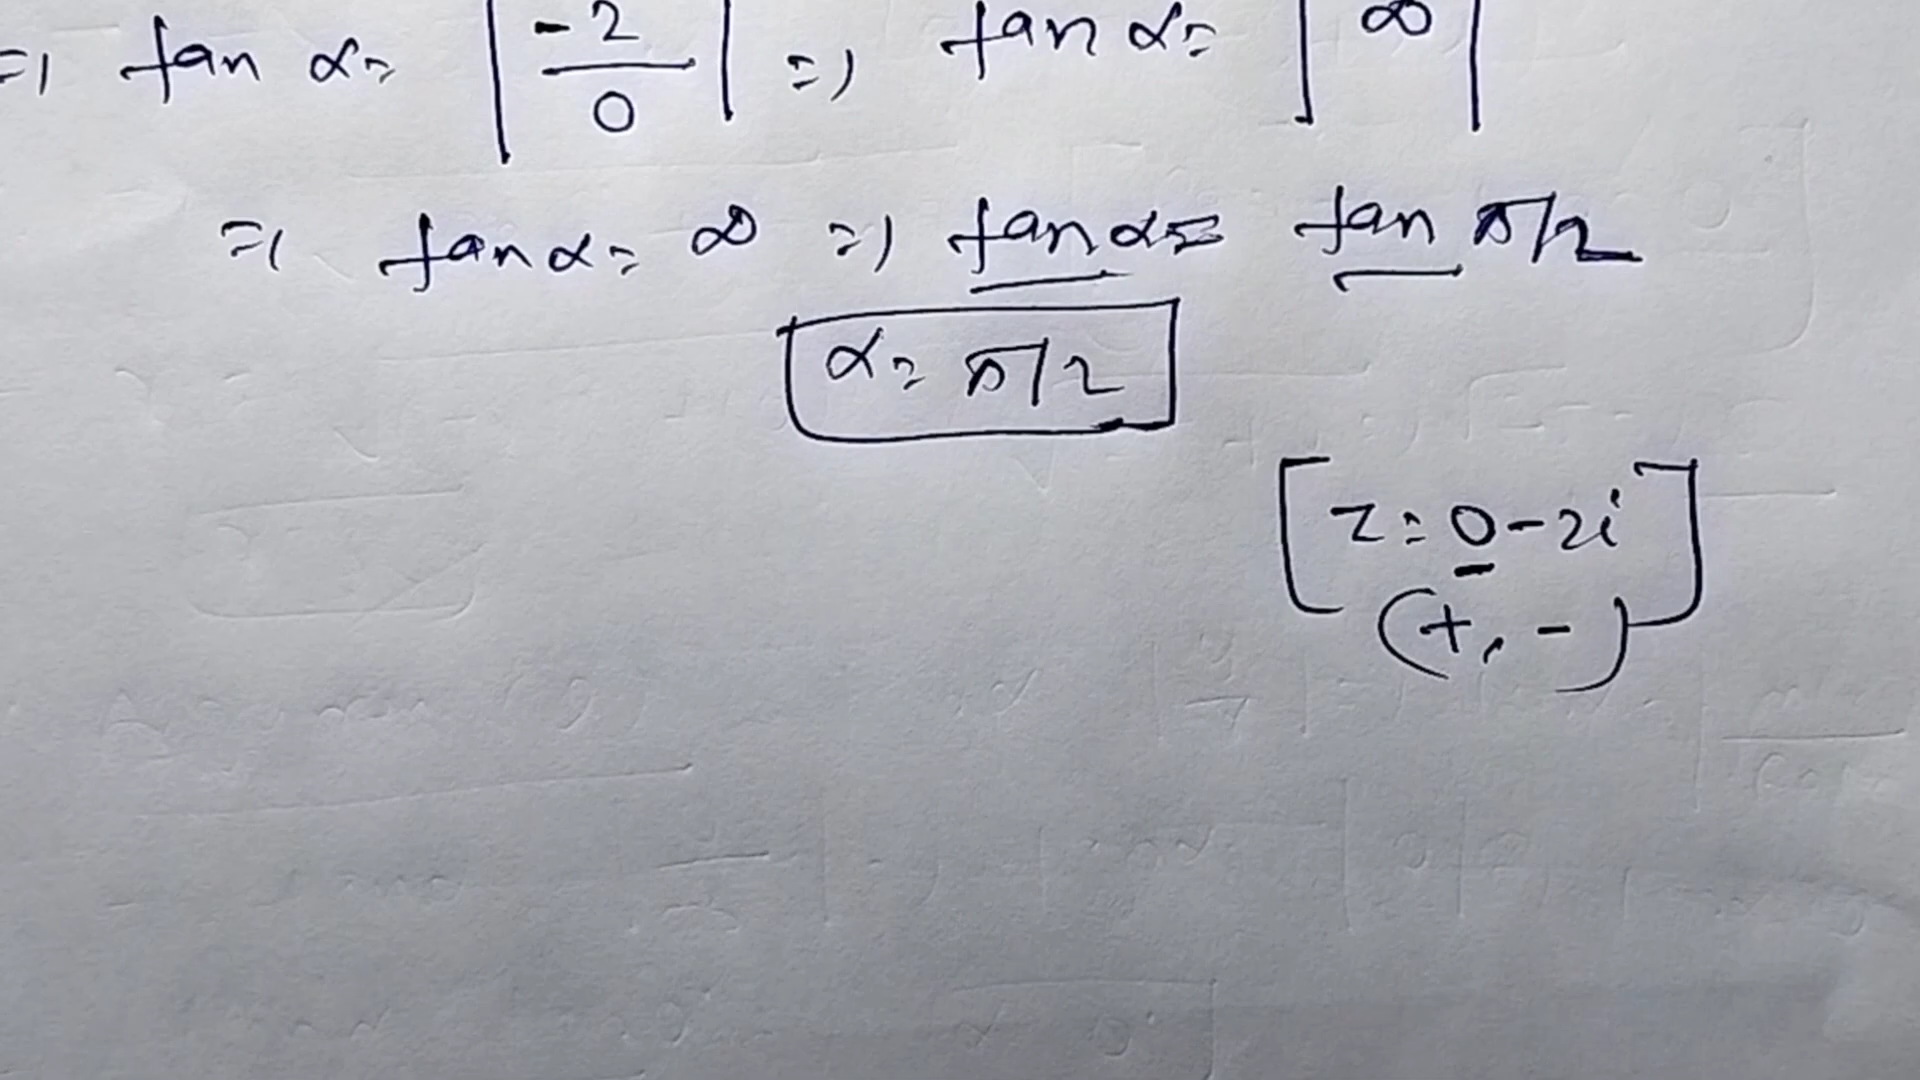 =) tan α = |-2/0| =) tan α = |∞|
=) tan α = ∞ =) tan α = tan π/2
α = π/2
[z = 0 - 2i]
(+, -)